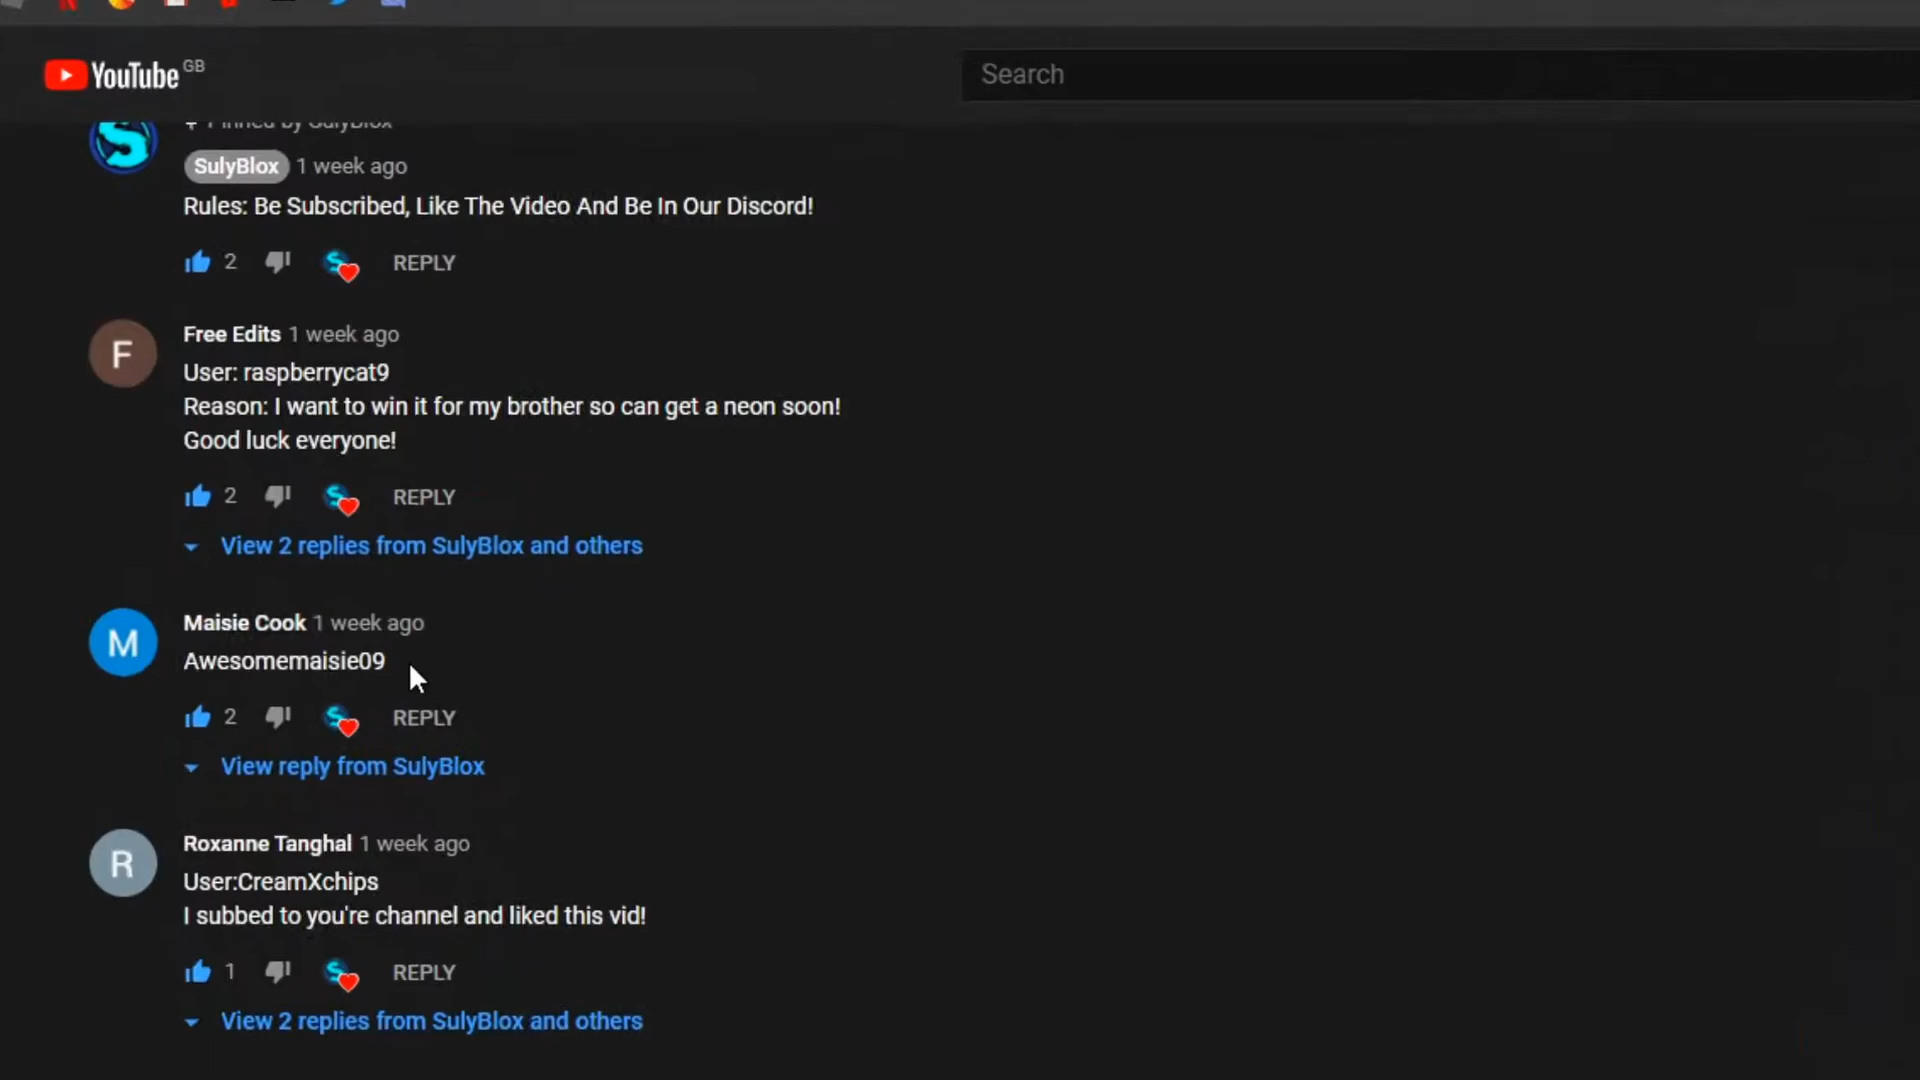 YouTube GB
Search
Pinned by SulyBlox
SulyBlox 1 week ago
Rules: Be Subscribed, Like The Video And Be In Our Discord!
2 REPLY
F
Free Edits 1 week ago
User: raspberrycat9
Reason: I want to win it for my brother so can get a neon soon!
Good luck everyone!
2 REPLY
View 2 replies from SulyBlox and others
M
Maisie Cook 1 week ago
Awesomemaisie09
2 REPLY
View reply from SulyBlox
R
Roxanne Tanghal 1 week ago
User:CreamXchips
I subbed to you're channel and liked this vid!
1 REPLY
View 2 replies from SulyBlox and others